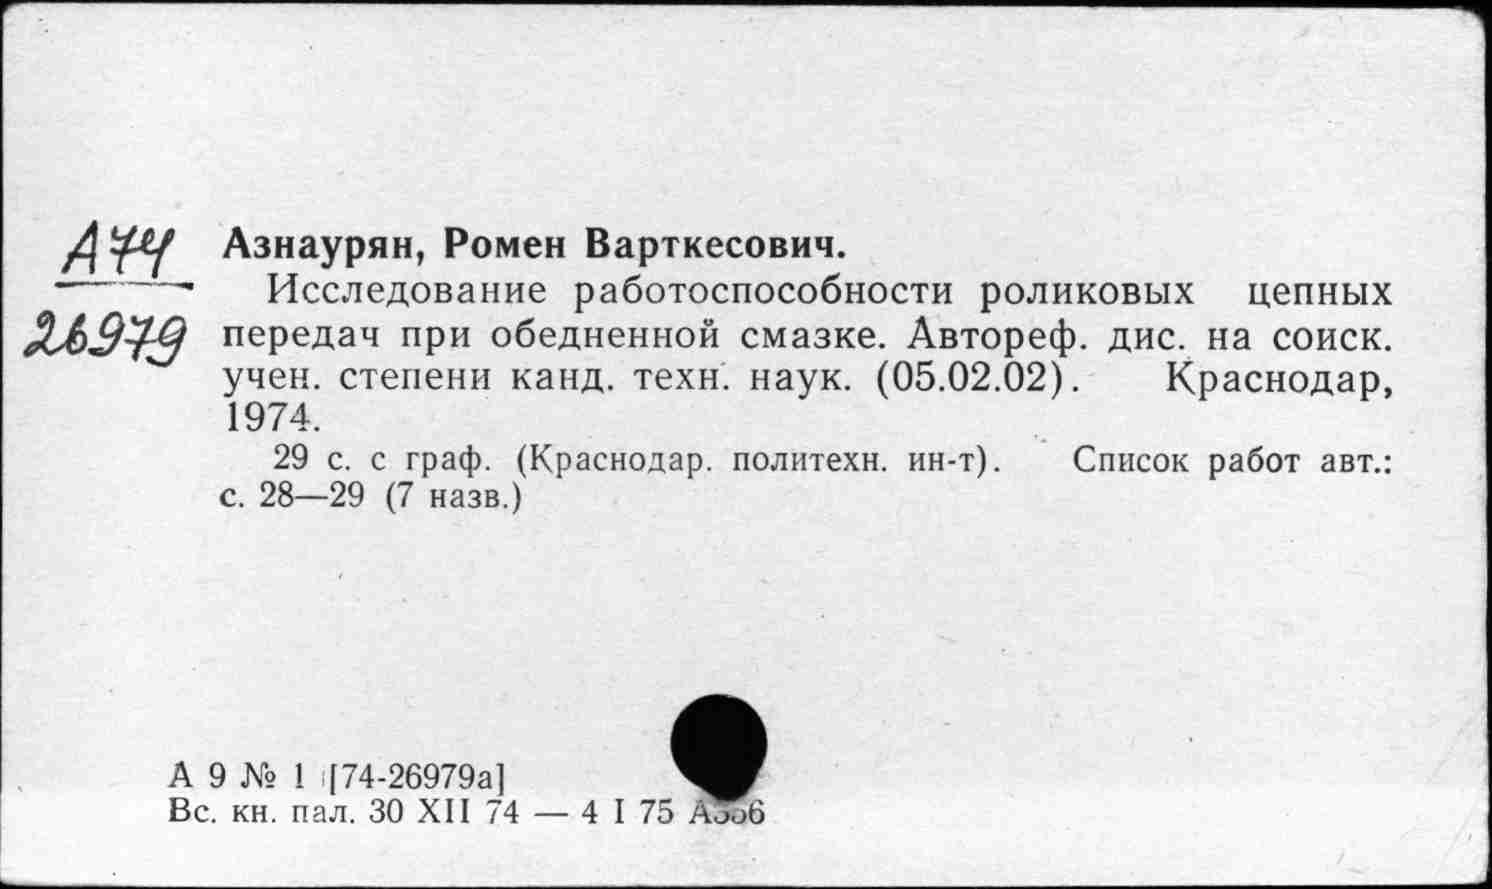 А74
26979
Азнаурян, Ромен Варткесович.
Исследование работоспособности роликовых цепных
передач при обедненной смазке. Автореф. дис. на соиск.
учен. степени канд. техн. наук. (05.02.02). Краснодар,
1974.
29 с. с граф. (Краснодар. политехн. ин-т). Список работ авт.:
с. 28—29 (7 назв.)
А 9 № 1 [74-26979а]
Вс. кн. пал. 30 XII 74 — 4 I 75